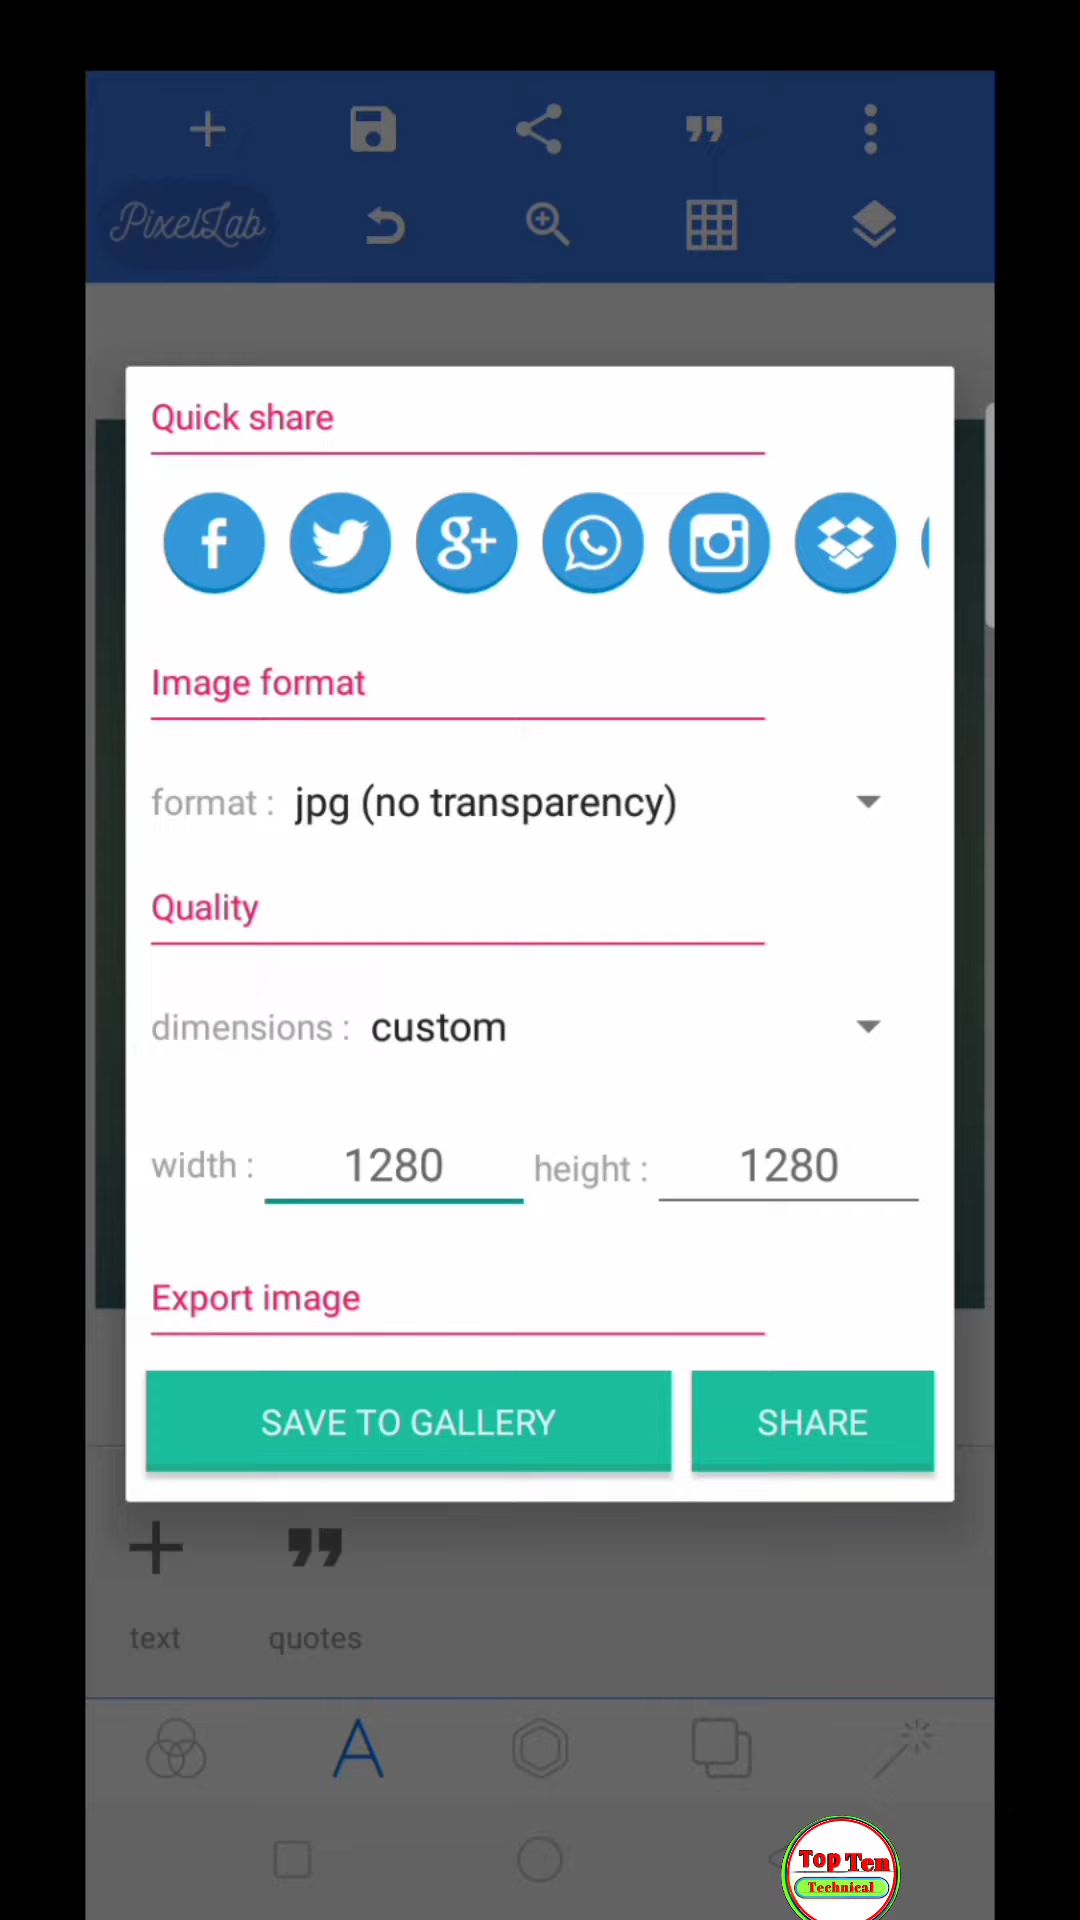 PixelLab
Quick share
Image format
format : jpg (no transparency)
Quality
dimensions : custom
width : 1280 height : 1280
Export image
SAVE TO GALLERY SHARE
text quotes
Top Ten
Technical